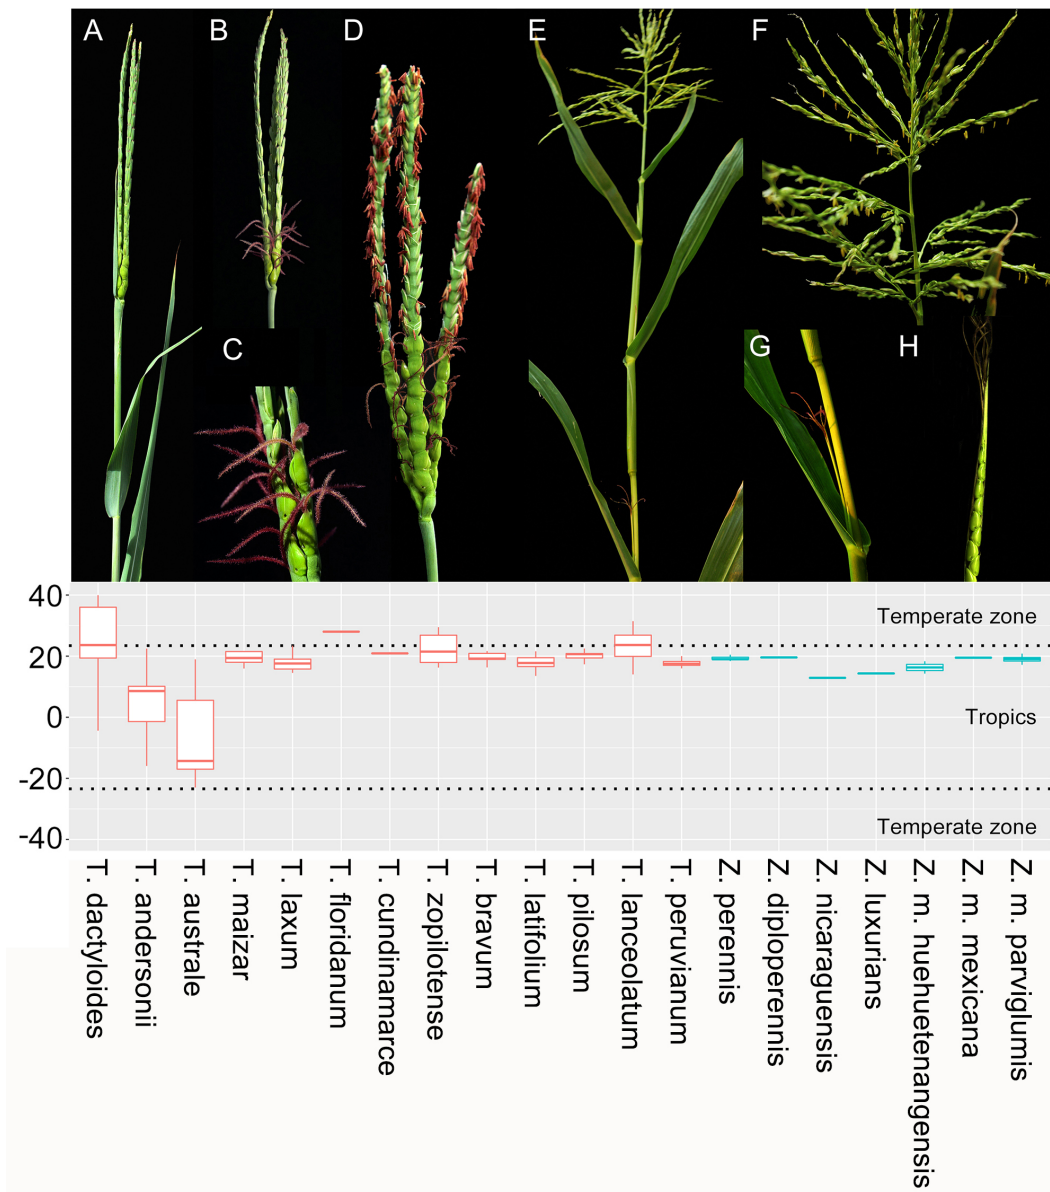 A
B
D
E
F
C
G
H
40
20
0
-20
-40
Temperate zone
Tropics
Temperate zone
T. dactyloides
T. andersonii
T. australe
T. maizar
T. laxum
T. floridanum
T. cundinamarce
T. zopilotense
T. bravum
T. latifolium
T. pilosum
T. lanceolatum
T. peruvianum
Z. perennis
Z. diploperennis
Z. nicaraguensis
Z. luxurians
Z. m. huehuetenangensis
Z. m. mexicana
Z. m. parviglumis